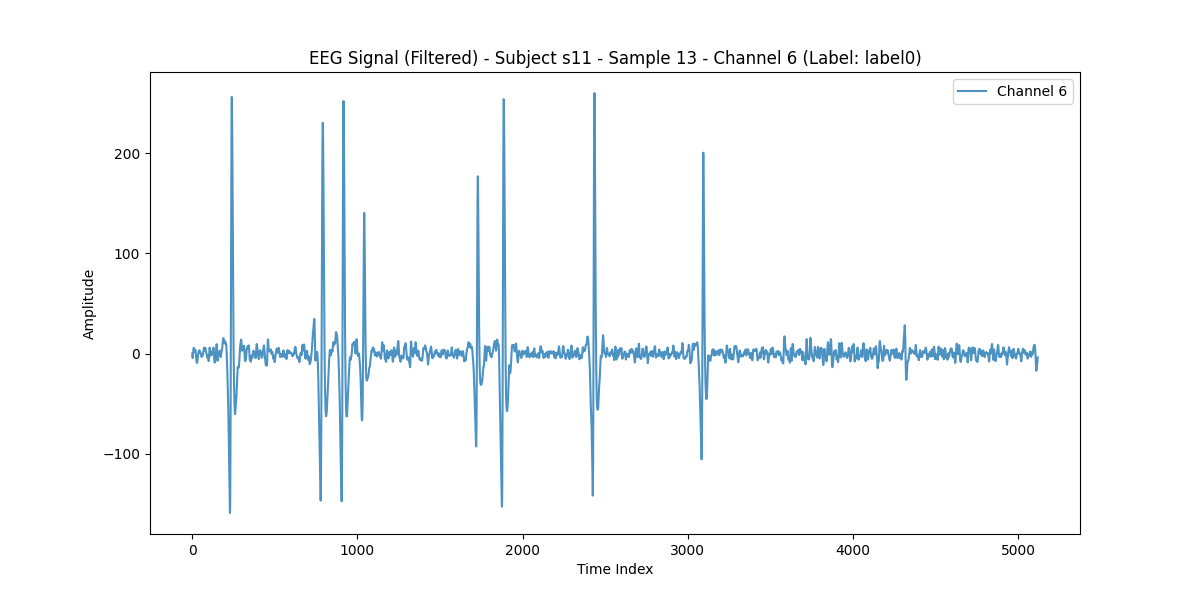 EEG Signal (Filtered) - Subject s11 - Sample 13 - Channel 6 (Label: label0)
Channel 6
200
100
0
−100
Amplitude
0 1000 2000 3000 4000 5000
Time Index